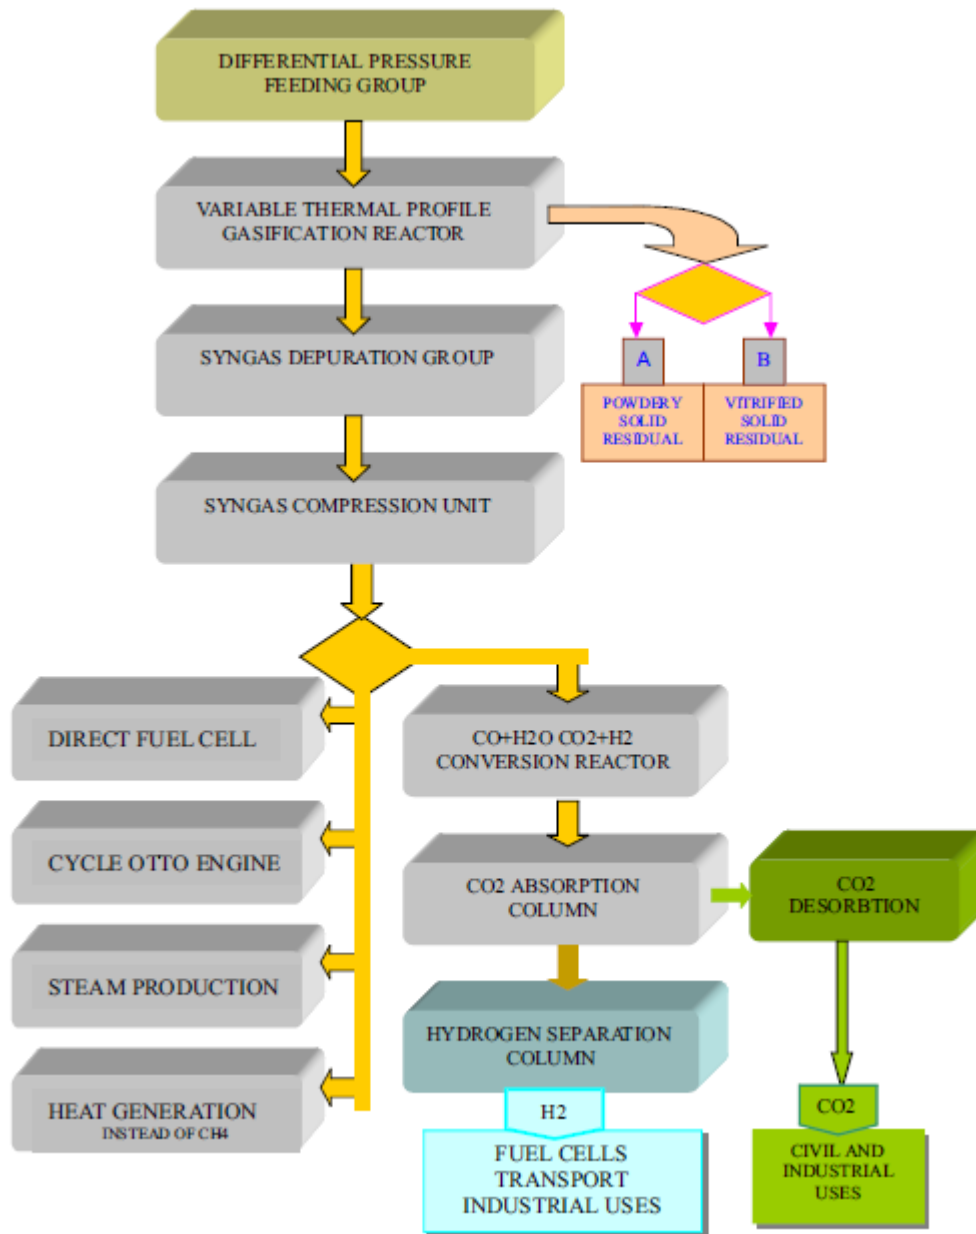 DIFFERENTIAL PRESSURE
FEEDING GROUP
VARIABLE THERMAL PROFILE
GASIFICATION REACTOR
SYNGAS DEPURATION GROUP
A
B
POWDERY
SOLID
RESIDUAL
VITRIFIED
SOLID
RESIDUAL
SYNGAS COMPRESSION UNIT
DIRECT FUEL CELL
CYCLE OTTO ENGINE
STEAM PRODUCTION
HEAT GENERATION
INSTEAD OF CH4
CO+H2O CO2+H2
CONVERSION REACTOR
CO2 ABSORPTION
COLUMN
CO2
DESORBTION
HYDROGEN SEPARATION
COLUMN
H2
FUEL CELLS
TRANSPORT
INDUSTRIAL USES
CO2
CIVIL AND
INDUSTRIAL
USES